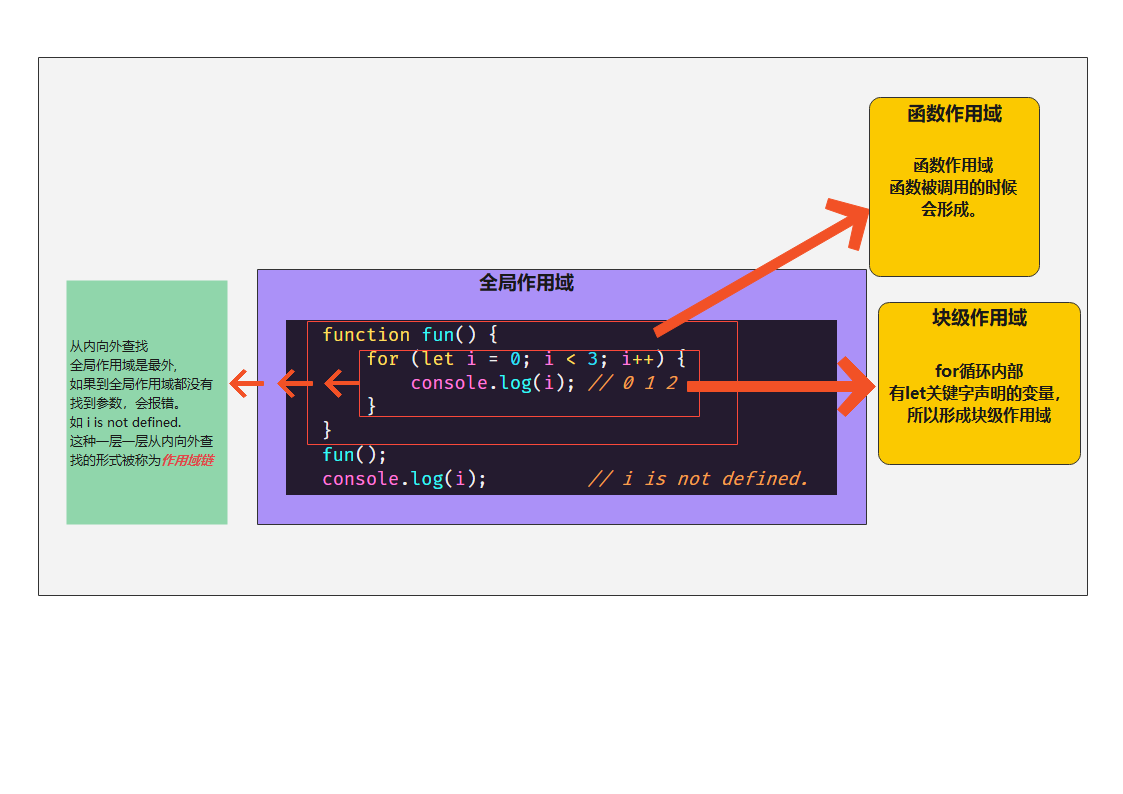 函数作用域
函数作用域
函数被调用的时候
会形成。
全局作用域
function fun() {
for (let i = 0; i < 3; i++) {
console.log(i); // 0 1 2
}
}
fun();
console.log(i); // i is not defined.
块级作用域
for循环内部
有let关键字声明的变量，
所以形成块级作用域
从内向外查找
全局作用域是最外,
如果到全局作用域都没有
找到参数，会报错。
如 i is not defined.
这种一层一层从内向外查
找的形式被称为作用域链